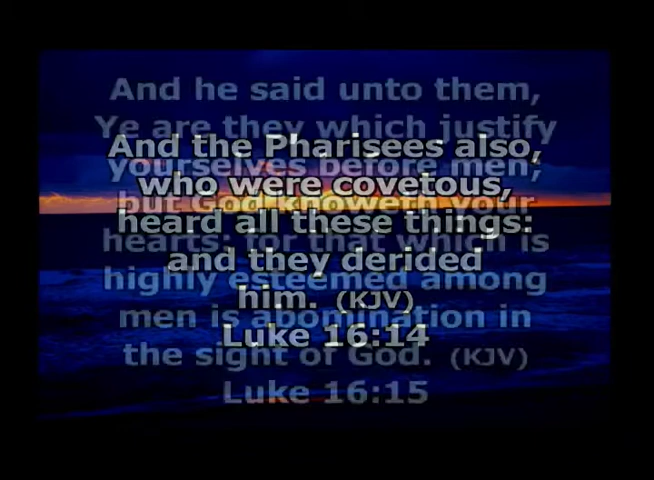 And he said unto them,
Ye are they which justify
yourselves before men;
but God knoweth your
hearts: for that which is
highly esteemed among
men is abomination in
the sight of God. (KJV)
Luke 16:15
And the Pharisees also,
who were covetous,
heard all these things:
and they derided
him. (KJV)
Luke 16:14